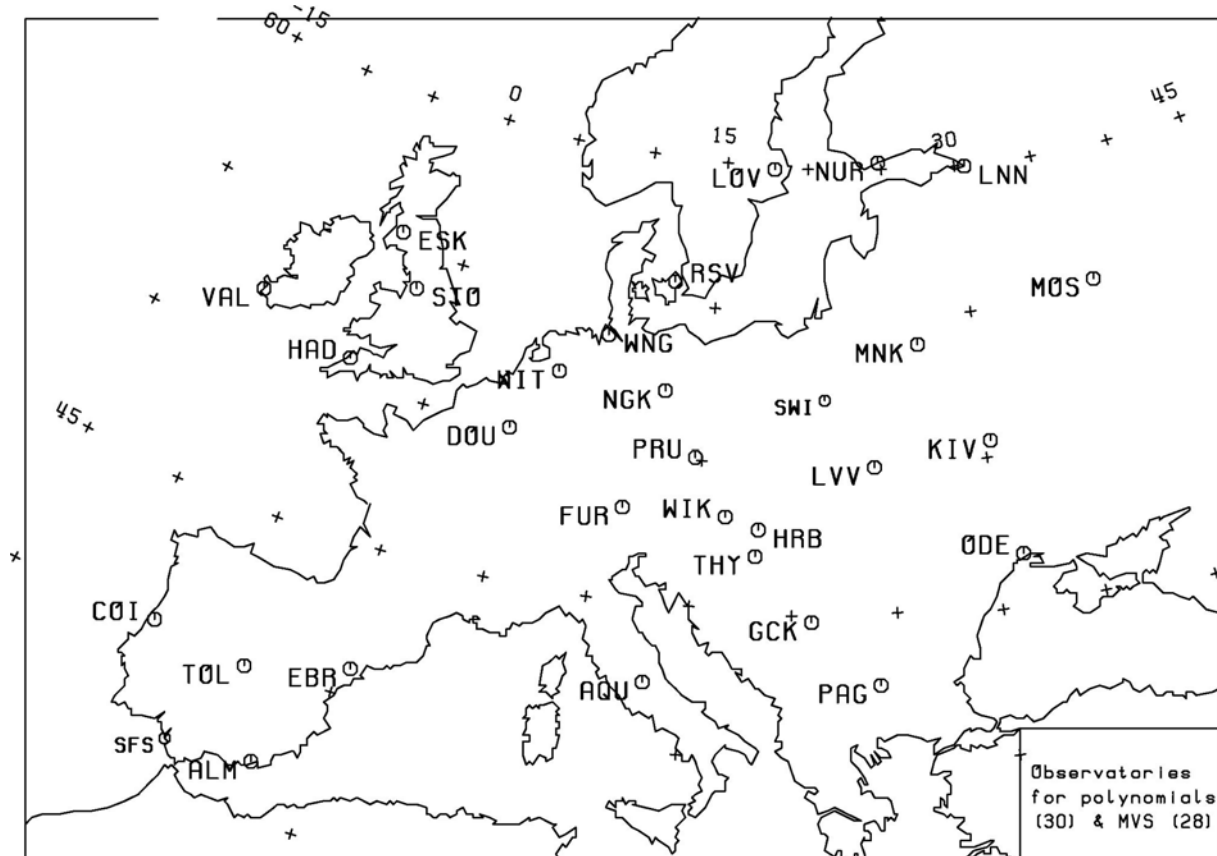 -15
60
0
45
15
30
LOV
NUR
LNN
ESK
RSV
VAL
STO
MOS
HAD
WNG
MNK
WIT
NGK
SWI
45
DOU
PRU
KIV
LVV
FUR
WIK
HRB
THY
ODE
COI
GCK
TOL
EBR
AQU
PAG
SFS
ALM
Observatories
for polynomials
(30) & MVS (28)